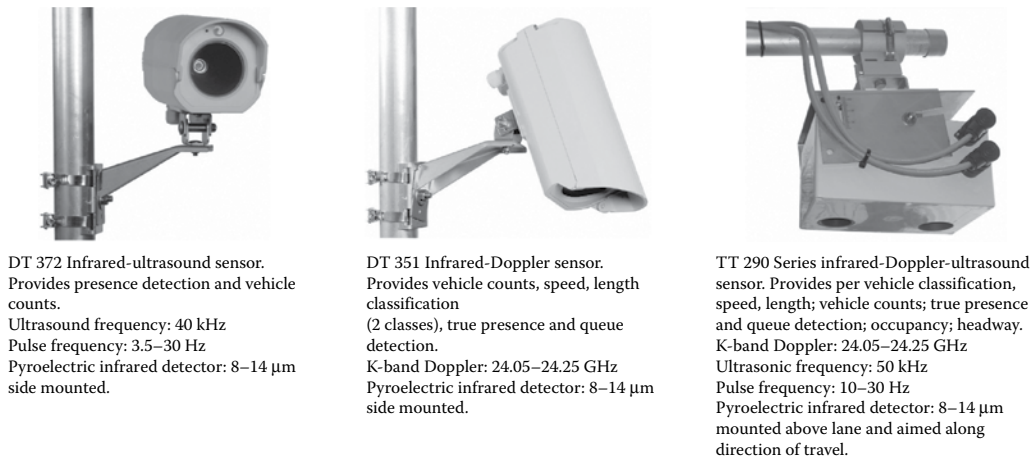 DT 372 Infrared-ultrasound sensor.
Provides presence detection and vehicle
counts.
Ultrasound frequency: 40 kHz
Pulse frequency: 3.5–30 Hz
Pyroelectric infrared detector: 8–14 μm
side mounted.
DT 351 Infrared-Doppler sensor.
Provides vehicle counts, speed, length
classification
(2 classes), true presence and queue
detection.
K-band Doppler: 24.05–24.25 GHz
Pyroelectric infrared detector: 8–14 μm
side mounted.
TT 290 Series infrared-Doppler-ultrasound
sensor. Provides per vehicle classification,
speed, length; vehicle counts; true presence
and queue detection; occupancy; headway.
K-band Doppler: 24.05–24.25 GHz
Ultrasonic frequency: 50 kHz
Pulse frequency: 10–30 Hz
Pyroelectric infrared detector: 8–14 μm
mounted above lane and aimed along
direction of travel.